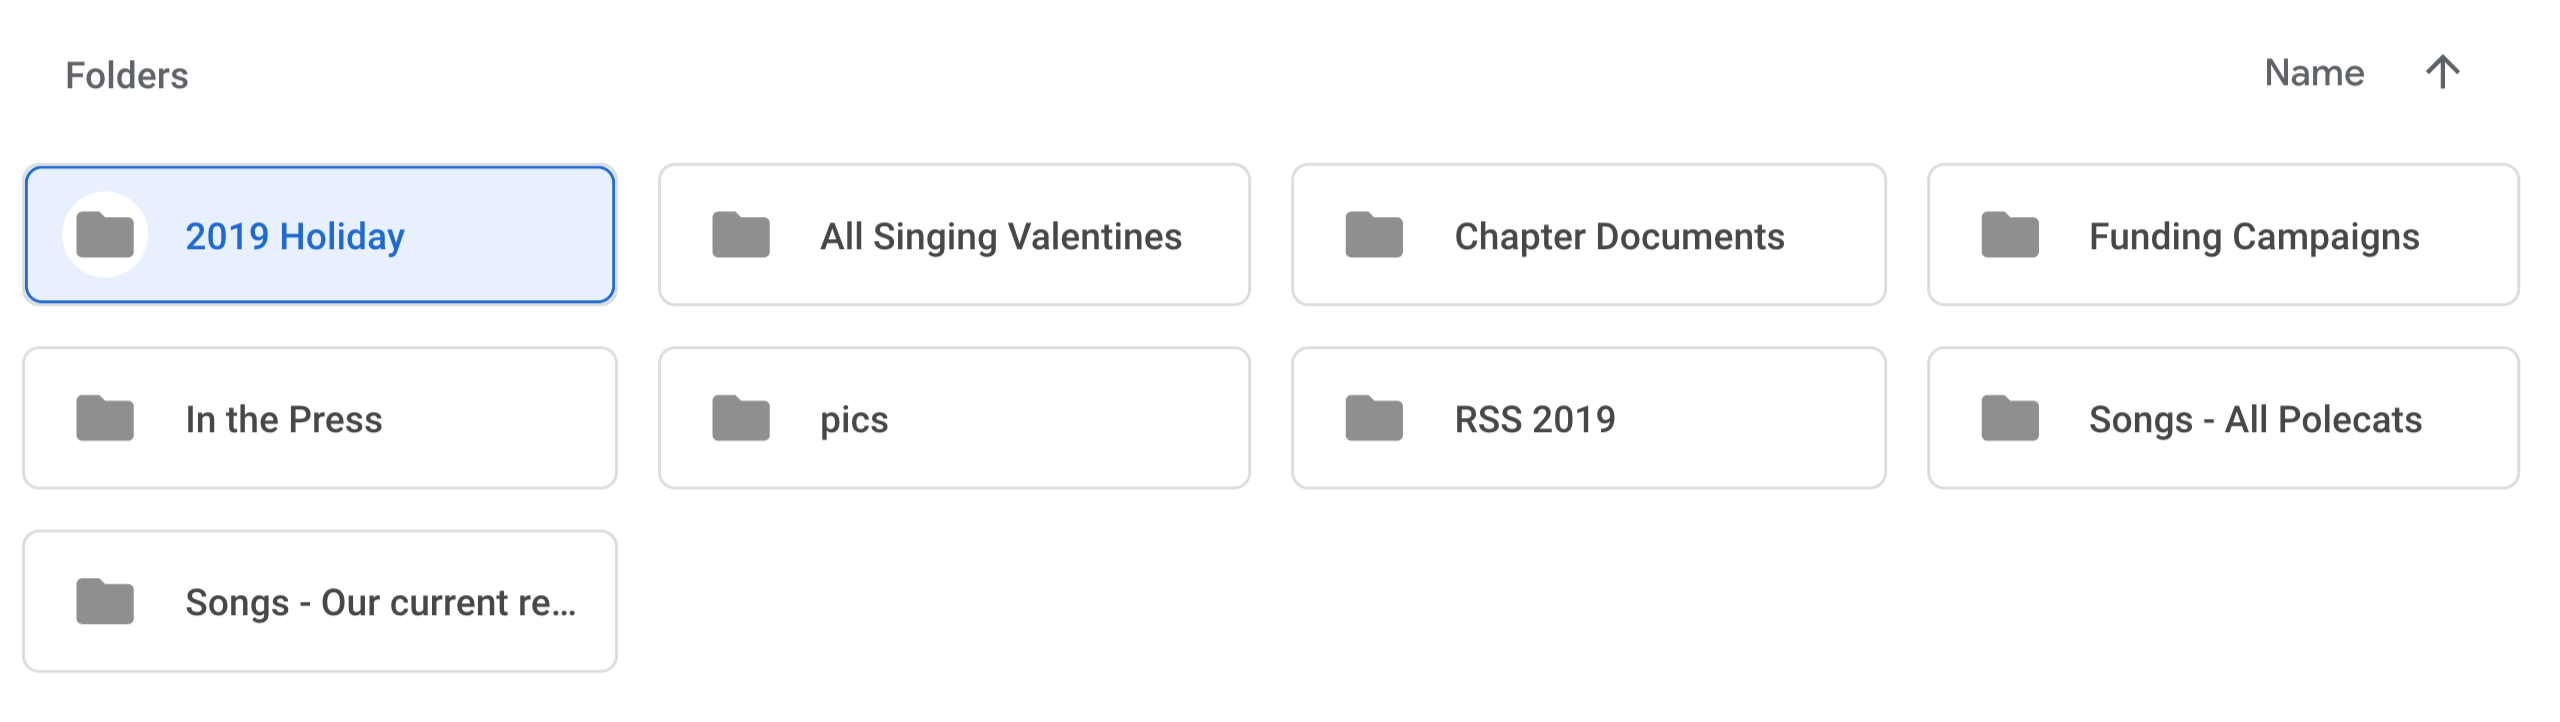 Folders
Name
2019 Holiday
All Singing Valentines
Chapter Documents
Funding Campaigns
In the Press
pics
RSS 2019
Songs - All Polecats
Songs - Our current re...